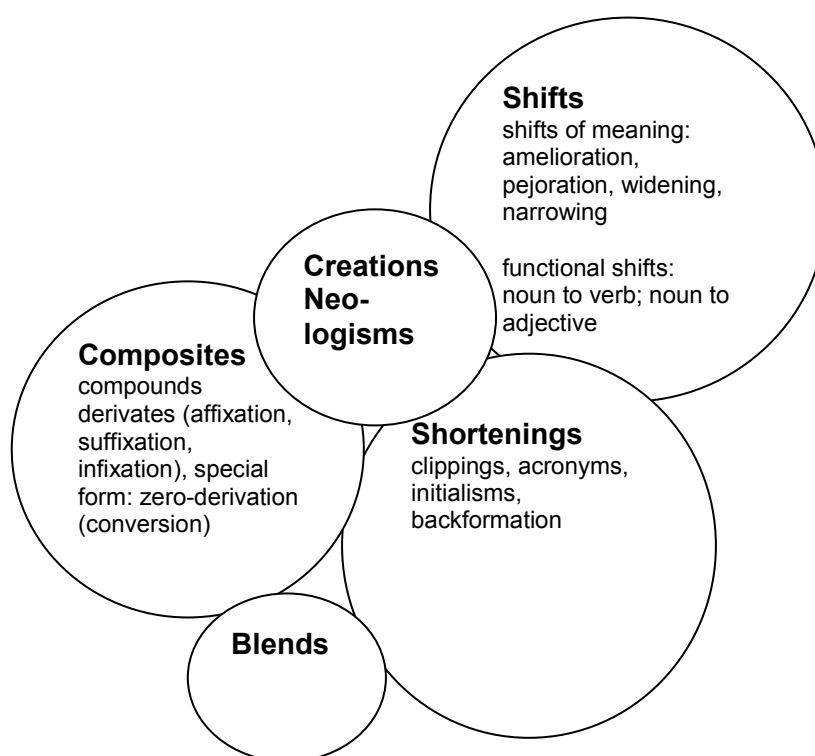 Shifts
shifts of meaning:
amelioration,
pejoration, widening,
narrowing
functional shifts:
noun to verb; noun to
adjective
Creations
Neo-
logisms
Composites
compounds
derivates (affixation,
suffixation,
infixation), special
form: zero-derivation
(conversion)
Shortenings
clippings, acronyms,
initialisms,
backformation
Blends